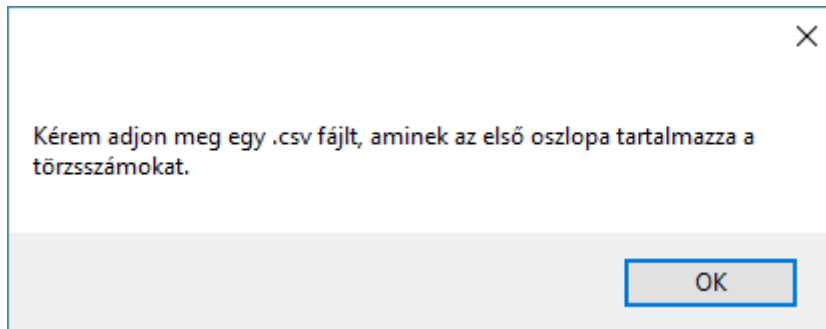 Kérem adjon meg egy .csv fájlt, aminek az első oszlopa tartalmazza a
törzsszámokat.
OK